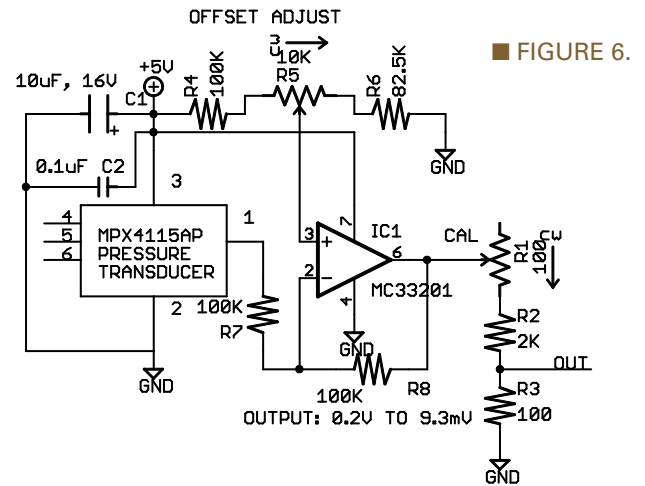 OFFSET ADJUST
■ FIGURE 6.
+5V
CW
10K
R5
R4
100K
R6
82.5K
10uF, 16V
C1
+
GND
0.1uF C2
3
1
4
5
6
MPX4115AP
PRESSURE
TRANSDUCER
2
100K
R7
3
+
2
−
7
IC1
6
MC33201
4
GND
CAL
R1
100
CW
R2
2K
OUT
R3
100
GND
100K
R8
GND
OUTPUT: 0.2V TO 9.3mV
GND